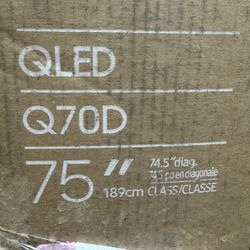 QLED
Q70D
75″ 74,5″diag.
74,5 po en diagonale
189cm CLASS/CLASSE